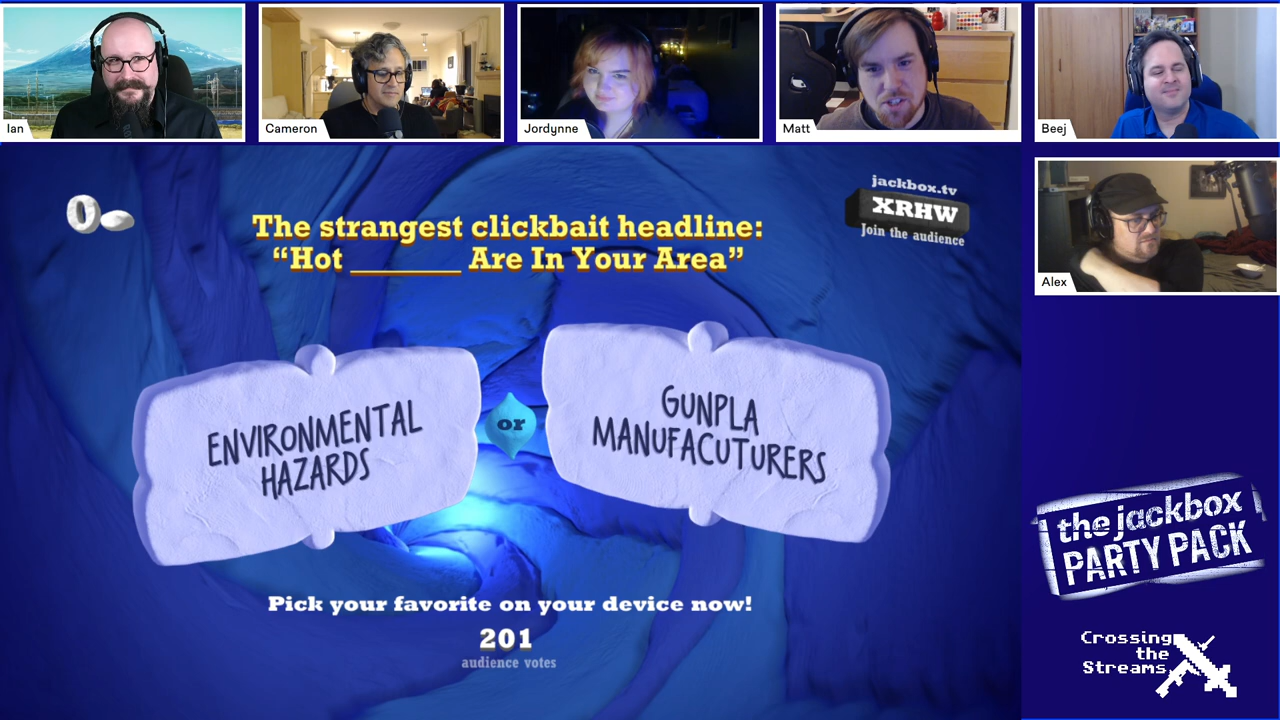 Ian
Cameron
Jordynne
Matt
Beej
Alex
0
jackbox.tv
XRHW
Join the audience
The strangest clickbait headline:
“Hot ______ Are In Your Area”
ENVIRONMENTAL
HAZARDS
or
GUNPLA
MANUFACUTURERS
Pick your favorite on your device now!
201
audience votes
the jackbox
PARTY PACK
Crossing
the
Streams